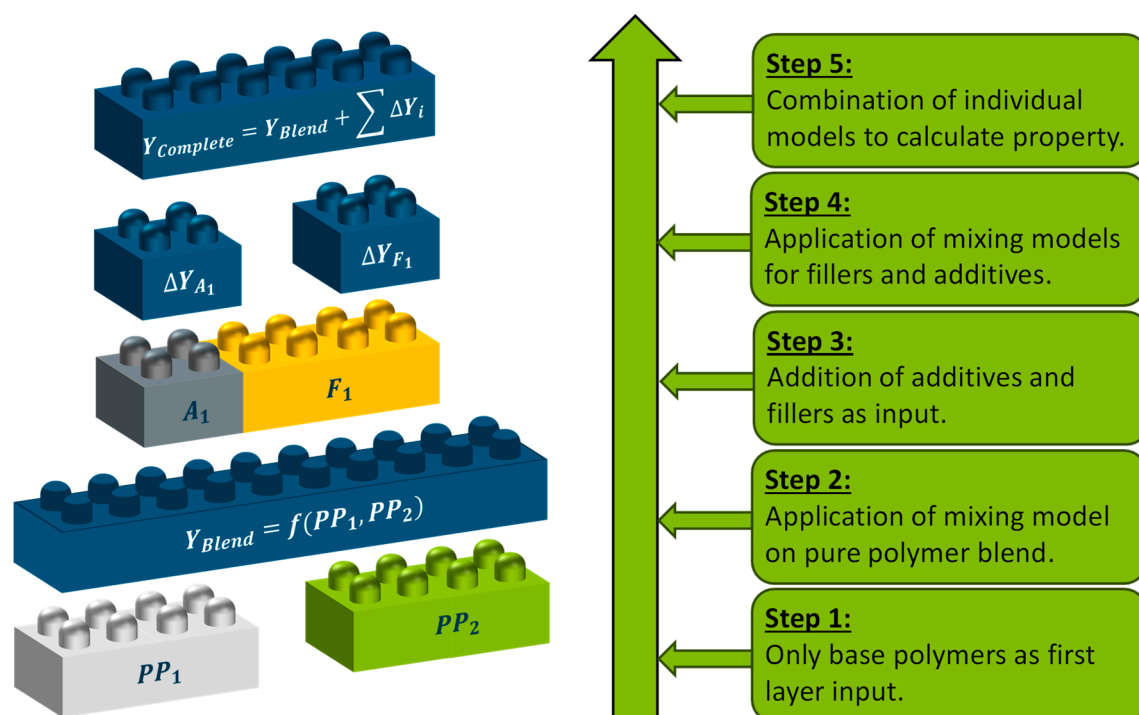 Y_Complete = Y_Blend + ∑ ΔY_i
ΔY_A₁
ΔY_F₁
A₁
F₁
Y_Blend = f(PP₁, PP₂)
PP₁
PP₂
Step 5:
Combination of individual
models to calculate property.
Step 4:
Application of mixing models
for fillers and additives.
Step 3:
Addition of additives and
fillers as input.
Step 2:
Application of mixing model
on pure polymer blend.
Step 1:
Only base polymers as first
layer input.